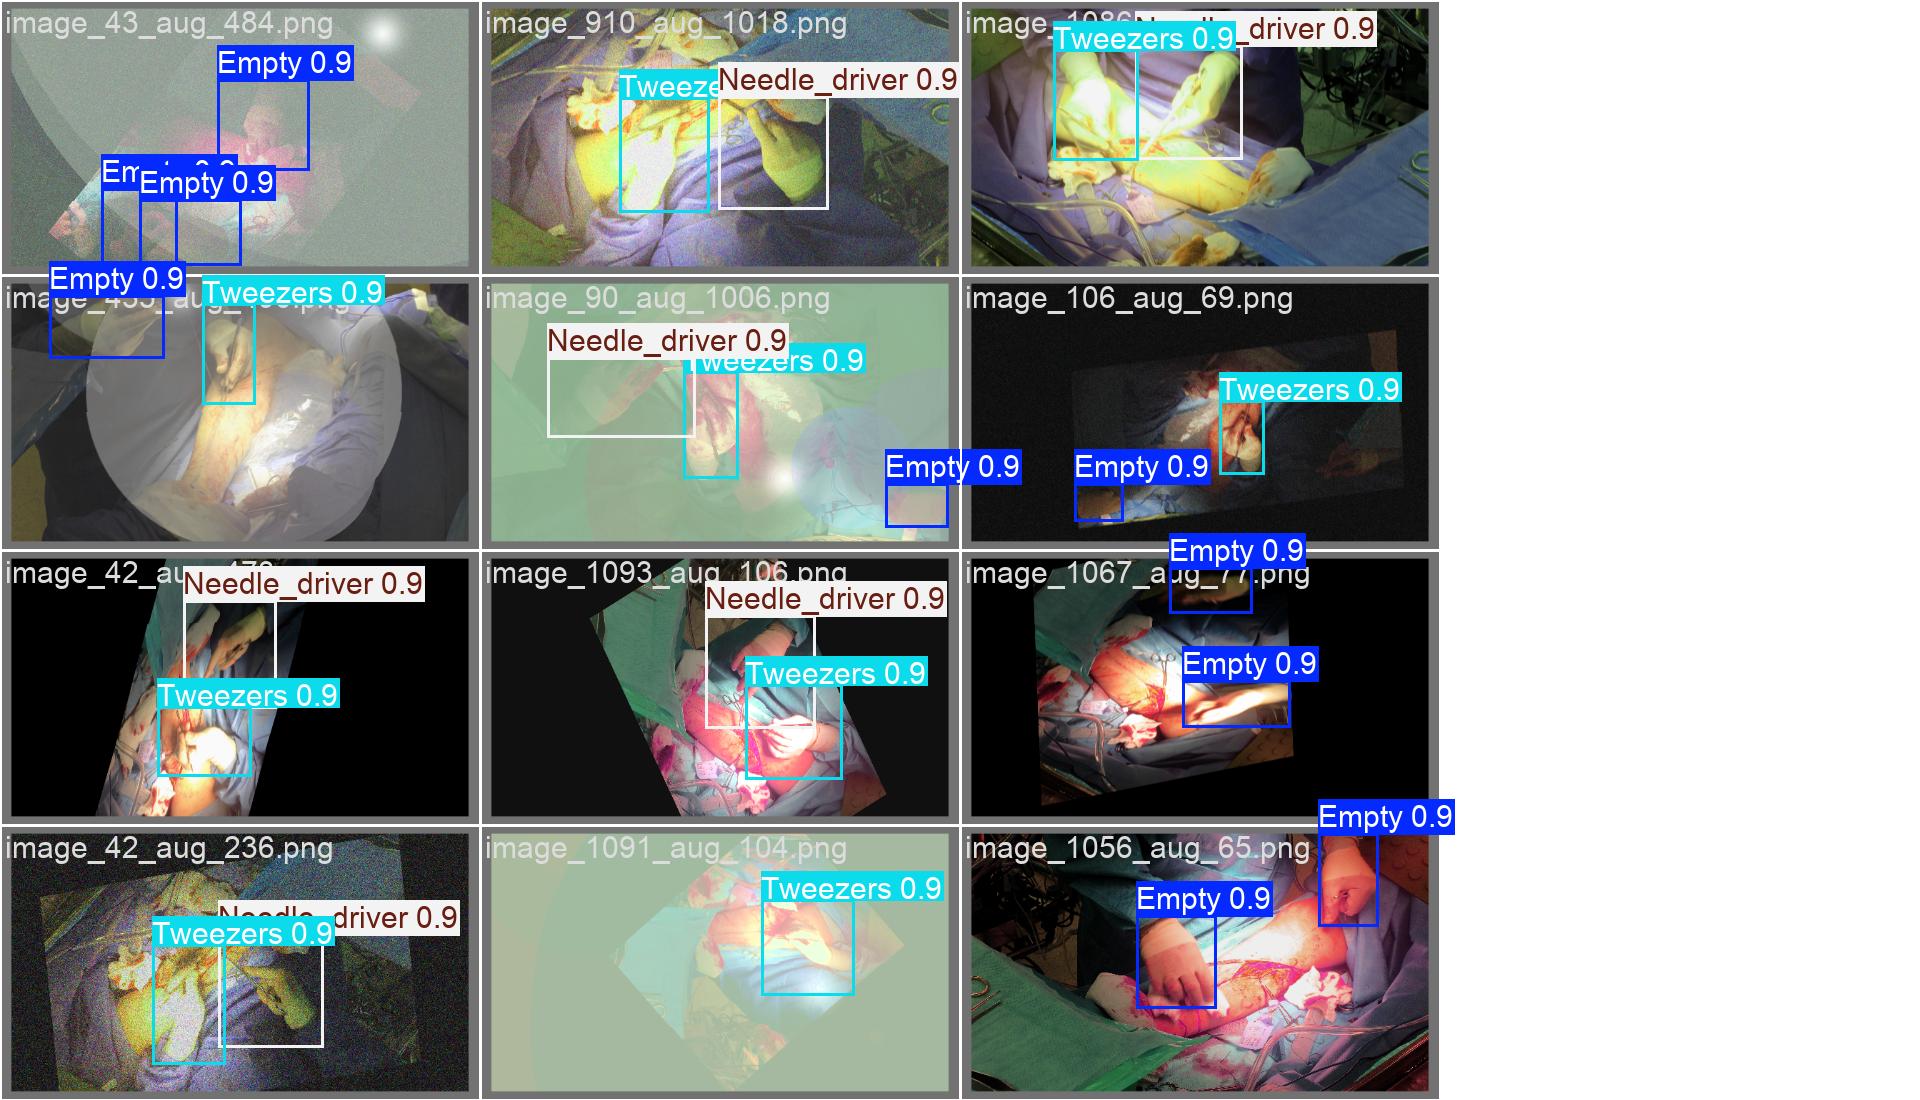 image_43_aug_484.png
Empty 0.9
Empty 0.9
image_910_aug_1018.png
Needle_driver 0.9
Tweezers 0.9
Empty 0.9
Tweezers 0.9
image_90_aug_1006.png
Needle_driver 0.9
Tweezers 0.9
Empty 0.9
image_106_aug_69.png
Tweezers 0.9
Empty 0.9
Needle_driver 0.9
Tweezers 0.9
image_1093_aug_106.png
Needle_driver 0.9
Tweezers 0.9
image_1067_aug_77.png
Empty 0.9
Empty 0.9
image_42_aug_236.png
Needle_driver 0.9
Tweezers 0.9
image_1091_aug_104.png
Tweezers 0.9
image_1056_aug_65.png
Empty 0.9
Empty 0.9